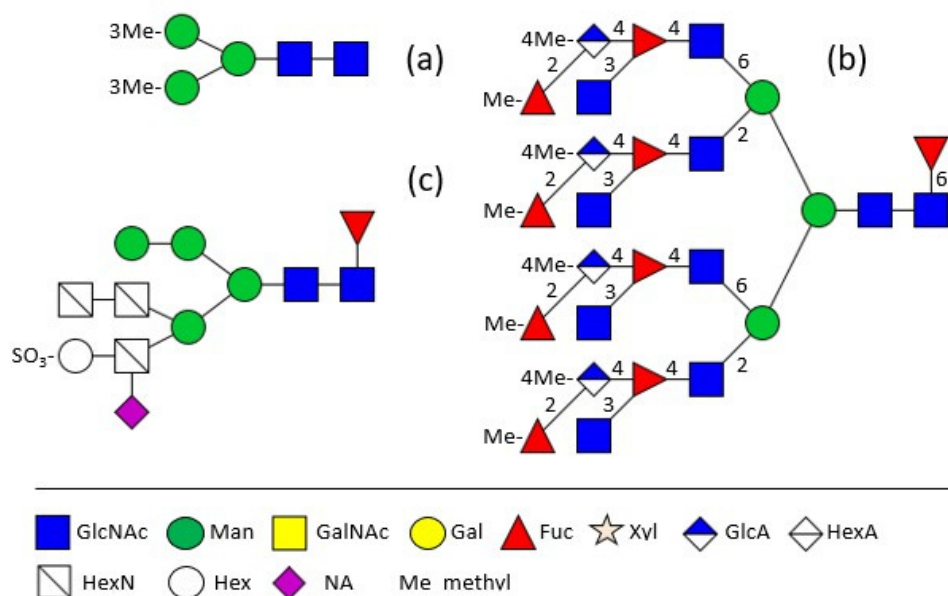 3Me-
3Me-
(a)
4Me- 4 4
2 3 6
Me-
(b)
4Me- 4 4
2 3 2
Me-
6
(c)
4Me- 4 4
2 3 6
Me-
SO3-
4Me- 4 4
2 3 2
Me-
GlcNAc Man GalNAc Gal Fuc Xyl GlcA HexA
HexN Hex NA Me methyl